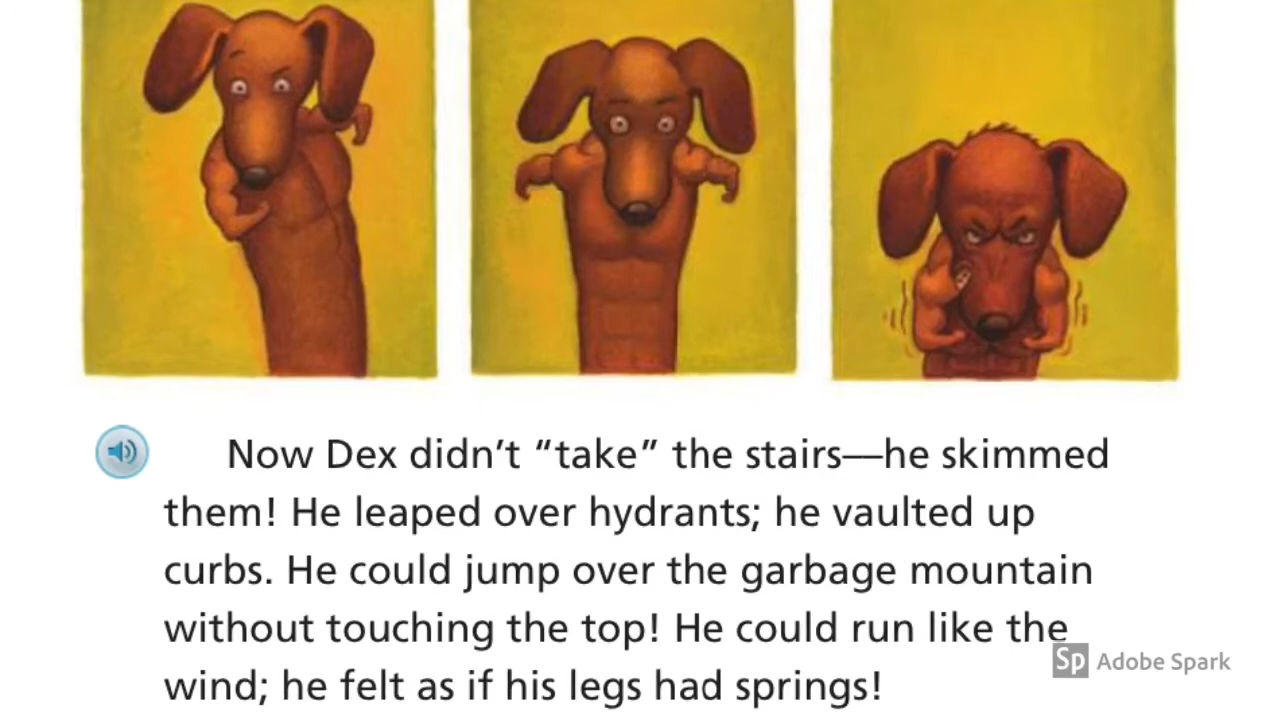 Now Dex didn’t “take” the stairs—he skimmed
them! He leaped over hydrants; he vaulted up
curbs. He could jump over the garbage mountain
without touching the top! He could run like the
wind; he felt as if his legs had springs!
Sp Adobe Spark